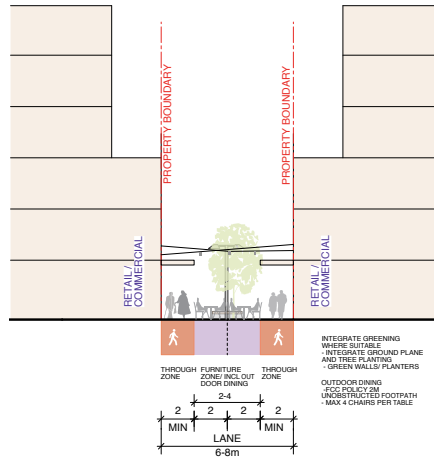 PROPERTY BOUNDARY
PROPERTY BOUNDARY
RETAIL/
COMMERCIAL
RETAIL/
COMMERCIAL
THROUGH
ZONE
FURNITURE
ZONE/ INCL OUT
DOOR DINING
THROUGH
ZONE
INTEGRATE GREENING
WHERE SUITABLE
- INTEGRATE GROUND PLANE
AND TREE PLANTING
- GREEN WALLS/ PLANTERS
OUTDOOR DINING
-FCC POLICY 2M
UNOBSTRUCTED FOOTPATH
- MAX 4 CHAIRS PER TABLE
2-4
2 2 2 2
MIN MIN
LANE
6-8m